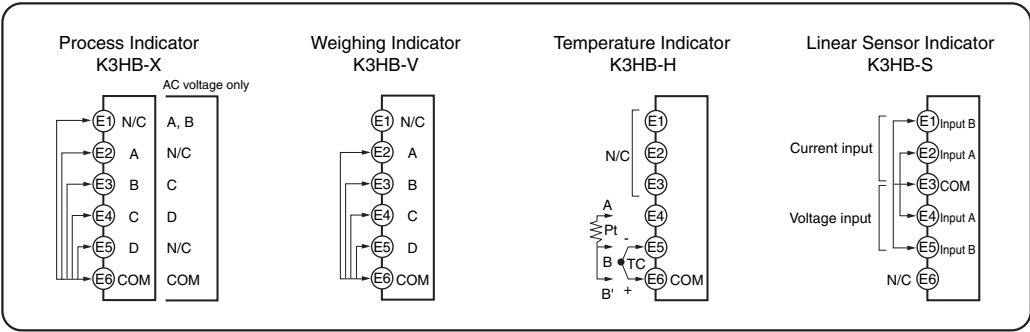 Process Indicator
K3HB-X
AC voltage only
E1 N/C A, B
E2 A N/C
E3 B C
E4 C D
E5 D N/C
E6 COM COM
Weighing Indicator
K3HB-V
E1 N/C
E2 A
E3 B
E4 C
E5 D
E6 COM
Temperature Indicator
K3HB-H
E1
N/C E2
E3
A E4
Pt
- E5
B TC
E6 COM
B' +
Linear Sensor Indicator
K3HB-S
E1 Input B
Current input E2 Input A
E3 COM
Voltage input E4 Input A
E5 Input B
N/C E6